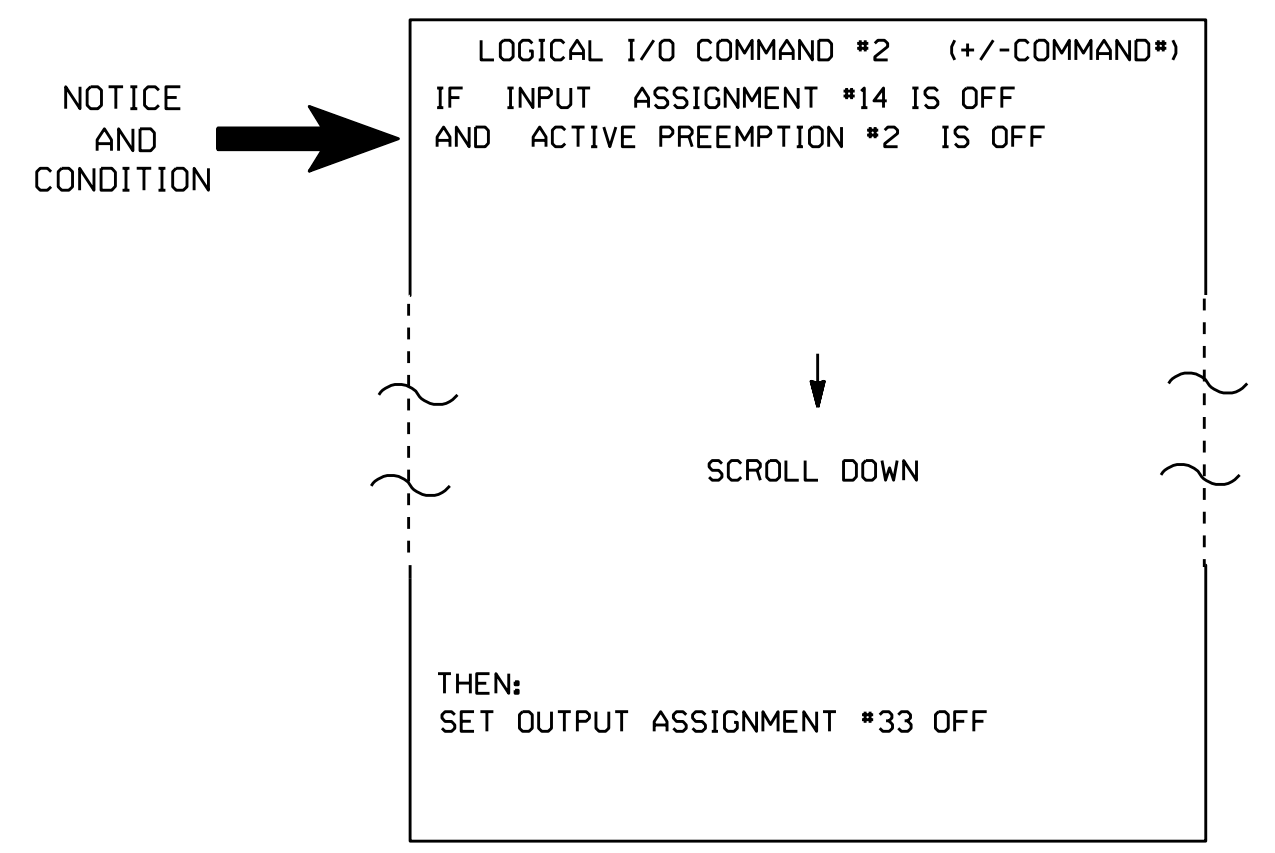 LOGICAL I/O COMMAND #2 (+/-COMMAND#)
NOTICE
AND
CONDITION
IF INPUT ASSIGNMENT #14 IS OFF
AND ACTIVE PREEMPTION #2 IS OFF
SCROLL DOWN
THEN:
SET OUTPUT ASSIGNMENT #33 OFF